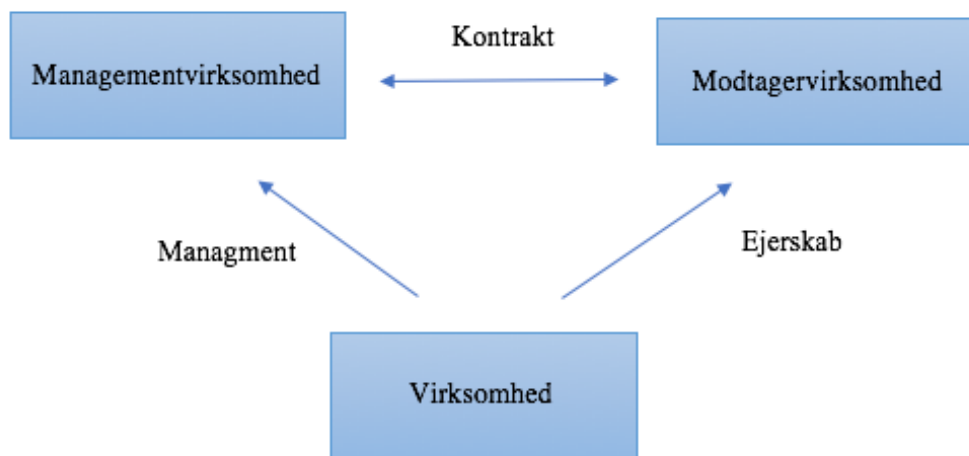 Kontrakt
Managementvirksomhed
Modtagervirksomhed
Managment
Ejerskab
Virksomhed